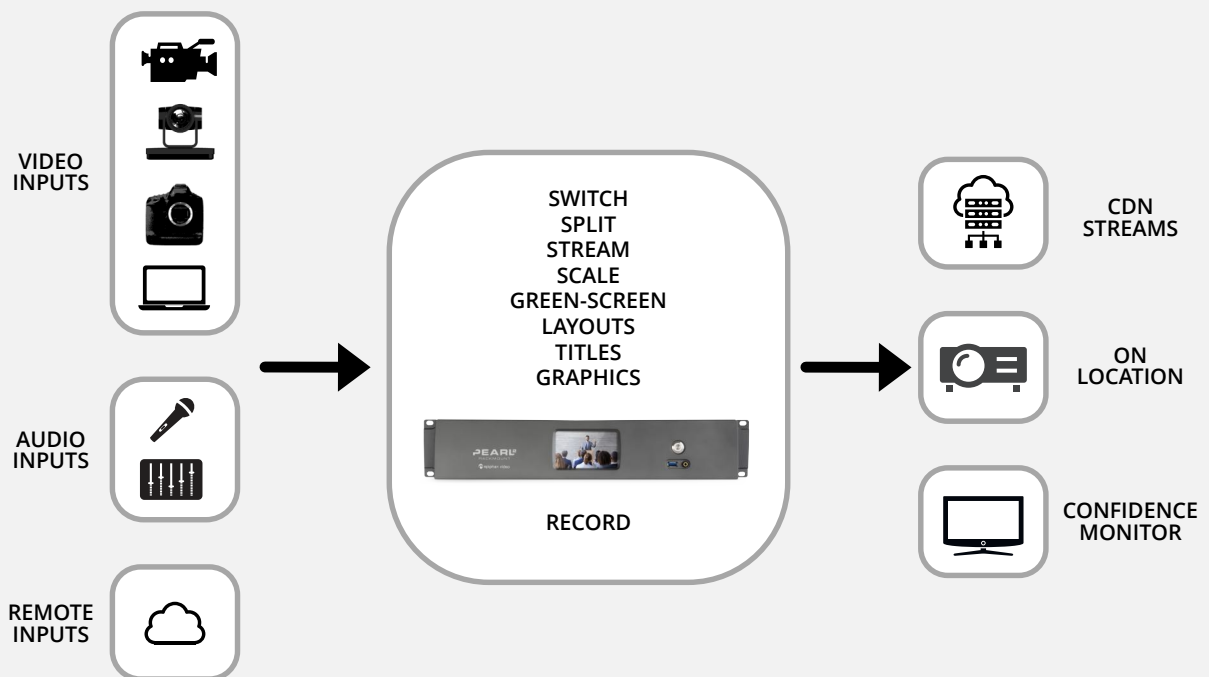 VIDEO
INPUTS
AUDIO
INPUTS
REMOTE
INPUTS
SWITCH
SPLIT
STREAM
SCALE
GREEN-SCREEN
LAYOUTS
TITLES
GRAPHICS
PEARL
RECORD
CDN
STREAMS
ON
LOCATION
CONFIDENCE
MONITOR